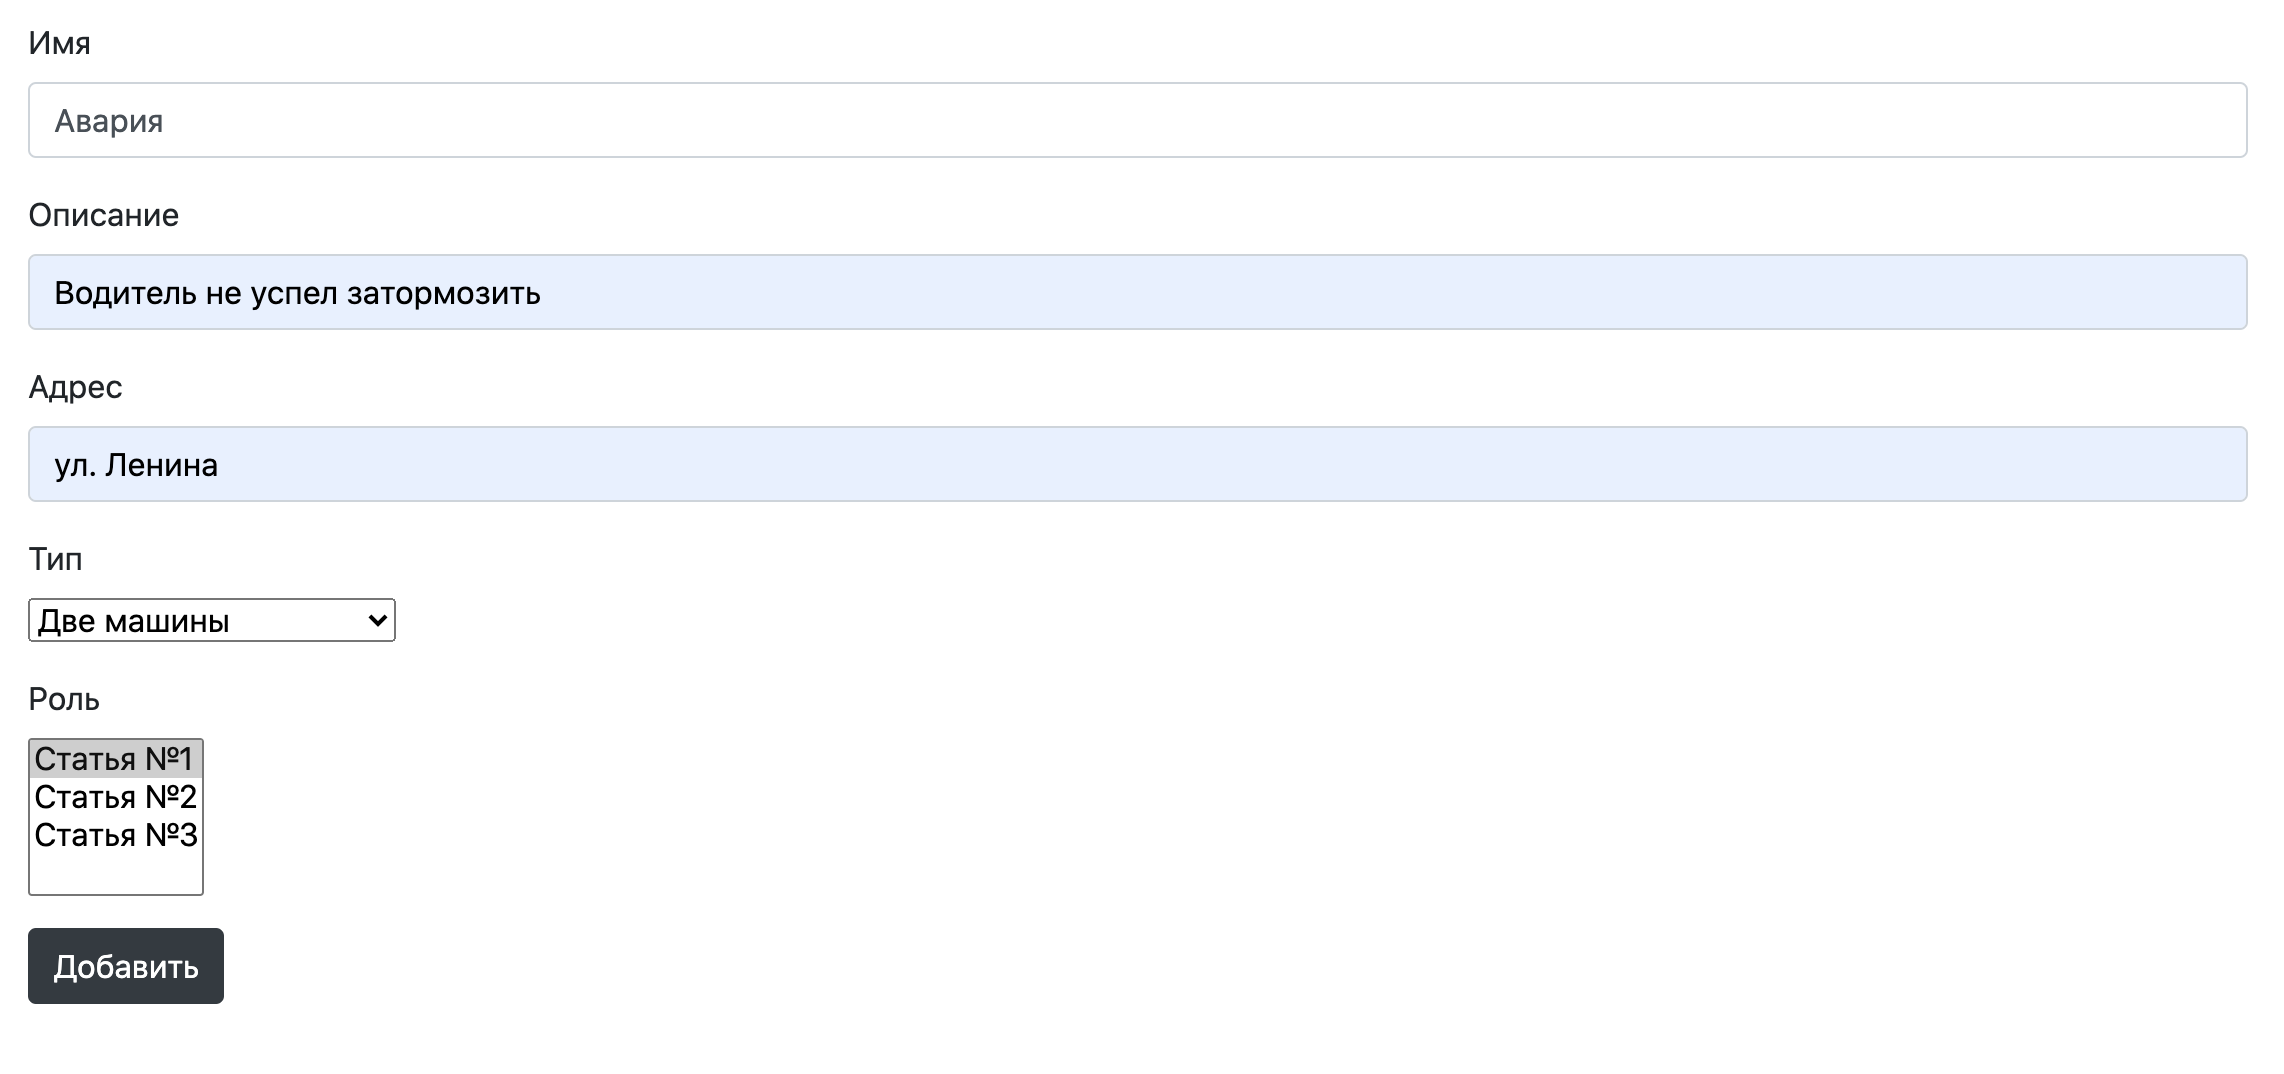 Имя
Авария
Описание
Водитель не успел затормозить
Адрес
ул. Ленина
Тип
Две машины
Роль
Статья №1
Статья №2
Статья №3
Добавить